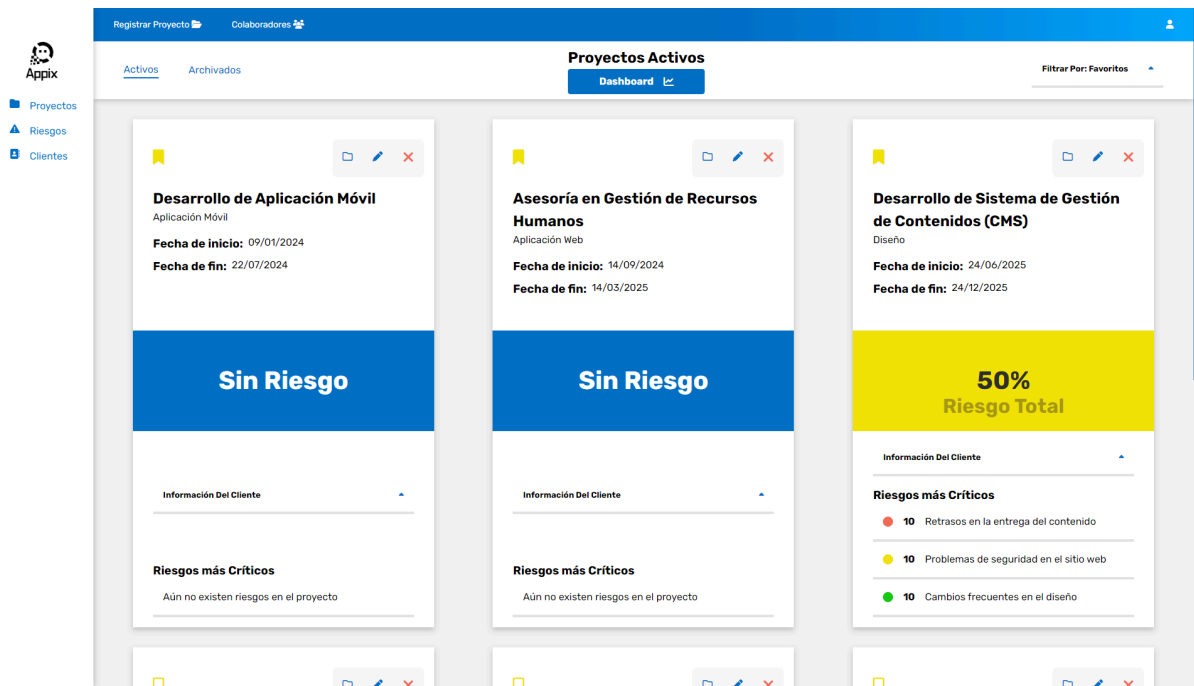 Registrar Proyecto
Colaboradores
Appix
Proyectos
Riesgos
Clientes
Activos
Archivados
Proyectos Activos
Dashboard
Filtrar Por: Favoritos
Desarrollo de Aplicación Móvil
Aplicación Móvil
Fecha de inicio: 09/01/2024
Fecha de fin: 22/07/2024
Sin Riesgo
Información Del Cliente
Riesgos más Críticos
Aún no existen riesgos en el proyecto
Asesoría en Gestión de Recursos
Humanos
Aplicación Web
Fecha de inicio: 14/09/2024
Fecha de fin: 14/03/2025
Sin Riesgo
Información Del Cliente
Riesgos más Críticos
Aún no existen riesgos en el proyecto
Desarrollo de Sistema de Gestión
de Contenidos (CMS)
Diseño
Fecha de inicio: 24/06/2025
Fecha de fin: 24/12/2025
50%
Riesgo Total
Información Del Cliente
Riesgos más Críticos
10 Retrasos en la entrega del contenido
10 Problemas de seguridad en el sitio web
10 Cambios frecuentes en el diseño